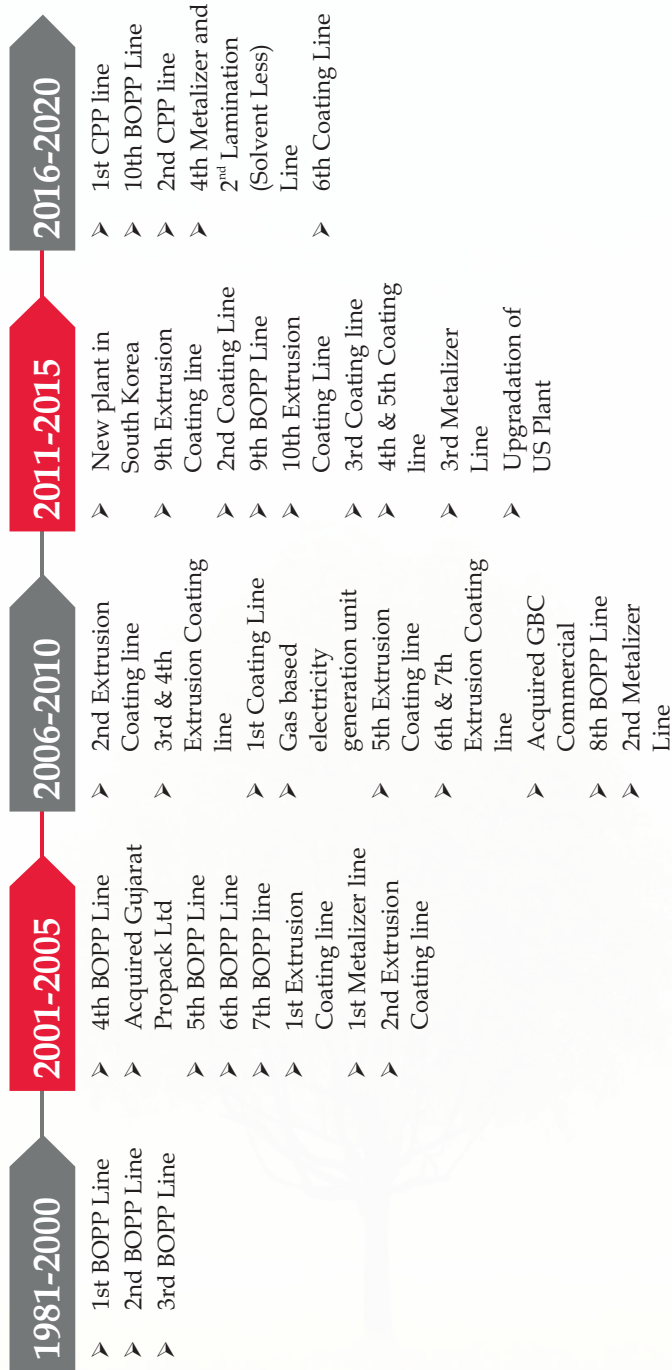 1981-2000
1st BOPP Line
2nd BOPP Line
3rd BOPP Line
2001-2005
4th BOPP Line
Acquired Gujarat
Propack Ltd
5th BOPP Line
6th BOPP Line
7th BOPP line
1st Extrusion
Coating line
1st Metalizer line
2nd Extrusion
Coating line
2006-2010
2nd Extrusion
Coating line
3rd & 4th
Extrusion Coating
line
1st Coating Line
Gas based
electricity
generation unit
5th Extrusion
Coating line
6th & 7th
Extrusion Coating
line
Acquired GBC
Commercial
8th BOPP Line
2nd Metalizer
Line
2011-2015
New plant in
South Korea
9th Extrusion
Coating line
2nd Coating Line
9th BOPP Line
10th Extrusion
Coating Line
3rd Coating line
4th & 5th Coating
line
3rd Metalizer
Line
Upgradation of
US Plant
2016-2020
1st CPP line
10th BOPP Line
2nd CPP line
4th Metalizer and
2nd Lamination
(Solvent Less)
Line
6th Coating Line